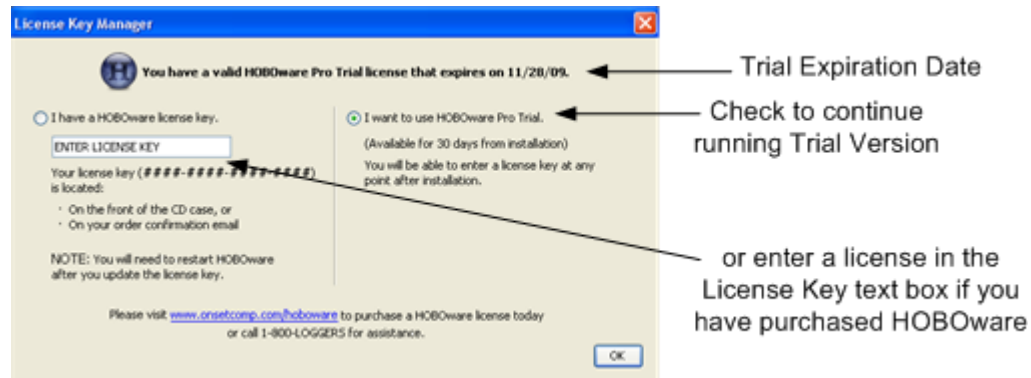 License Key Manager
H
You have a valid HOBOware Pro Trial license that expires on 11/28/09.
Trial Expiration Date
I have a HOBOware license key.
ENTER LICENSE KEY
Your license key (####-####-####-####)
is located:
· On the front of the CD case, or
· On your order confirmation email
NOTE: You will need to restart HOBOware
after you update the license key.
I want to use HOBOware Pro Trial.
(Available for 30 days from installation)
You will be able to enter a license key at any
point after installation.
Check to continue
running Trial Version
or enter a license in the
License Key text box if you
have purchased HOBOware
Please visit www.onsetcomp.com/hoboware to purchase a HOBOware license today
or call 1-800-LOGGERS for assistance.
OK